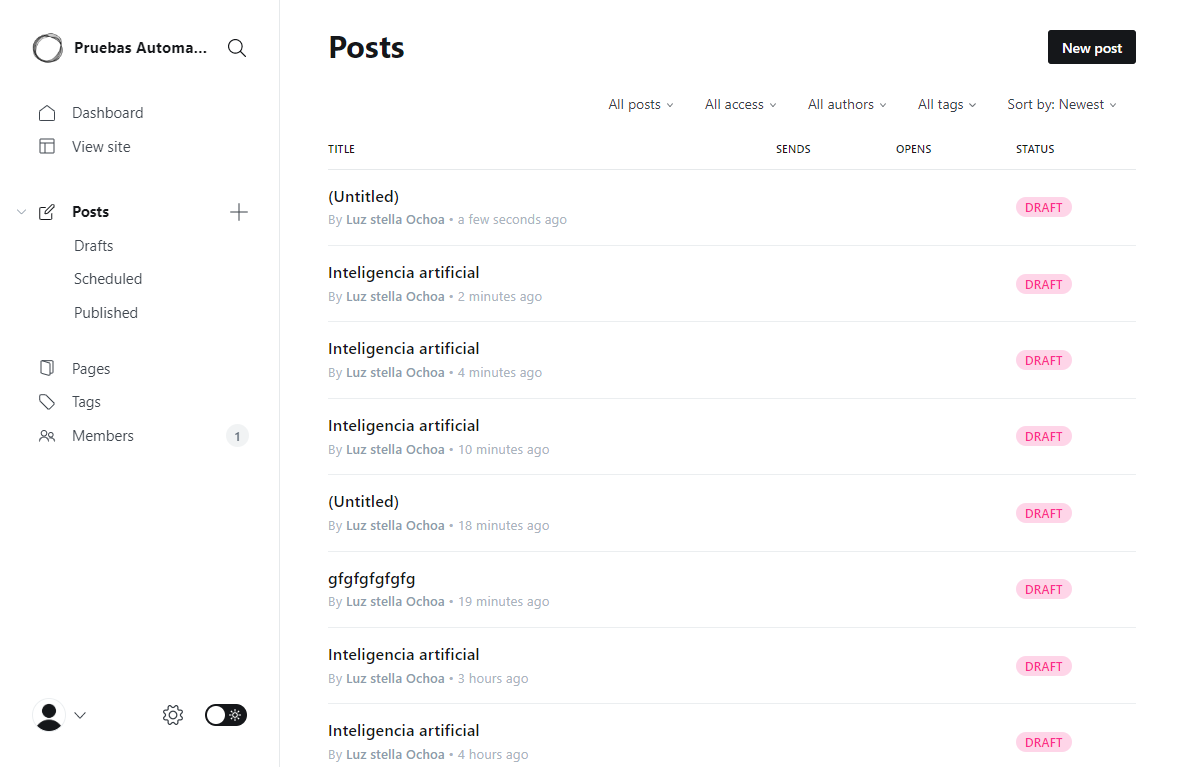 Pruebas Automa...
Dashboard
View site
Posts
Drafts
Scheduled
Published
Pages
Tags
Members 1
Posts
New post
All posts All access All authors All tags Sort by: Newest
TITLE SENDS OPENS STATUS
(Untitled)
By Luz stella Ochoa • a few seconds ago
DRAFT
Inteligencia artificial
By Luz stella Ochoa • 2 minutes ago
DRAFT
Inteligencia artificial
By Luz stella Ochoa • 4 minutes ago
DRAFT
Inteligencia artificial
By Luz stella Ochoa • 10 minutes ago
DRAFT
(Untitled)
By Luz stella Ochoa • 18 minutes ago
DRAFT
gfgfgfgfgfg
By Luz stella Ochoa • 19 minutes ago
DRAFT
Inteligencia artificial
By Luz stella Ochoa • 3 hours ago
DRAFT
Inteligencia artificial
By Luz stella Ochoa • 4 hours ago
DRAFT